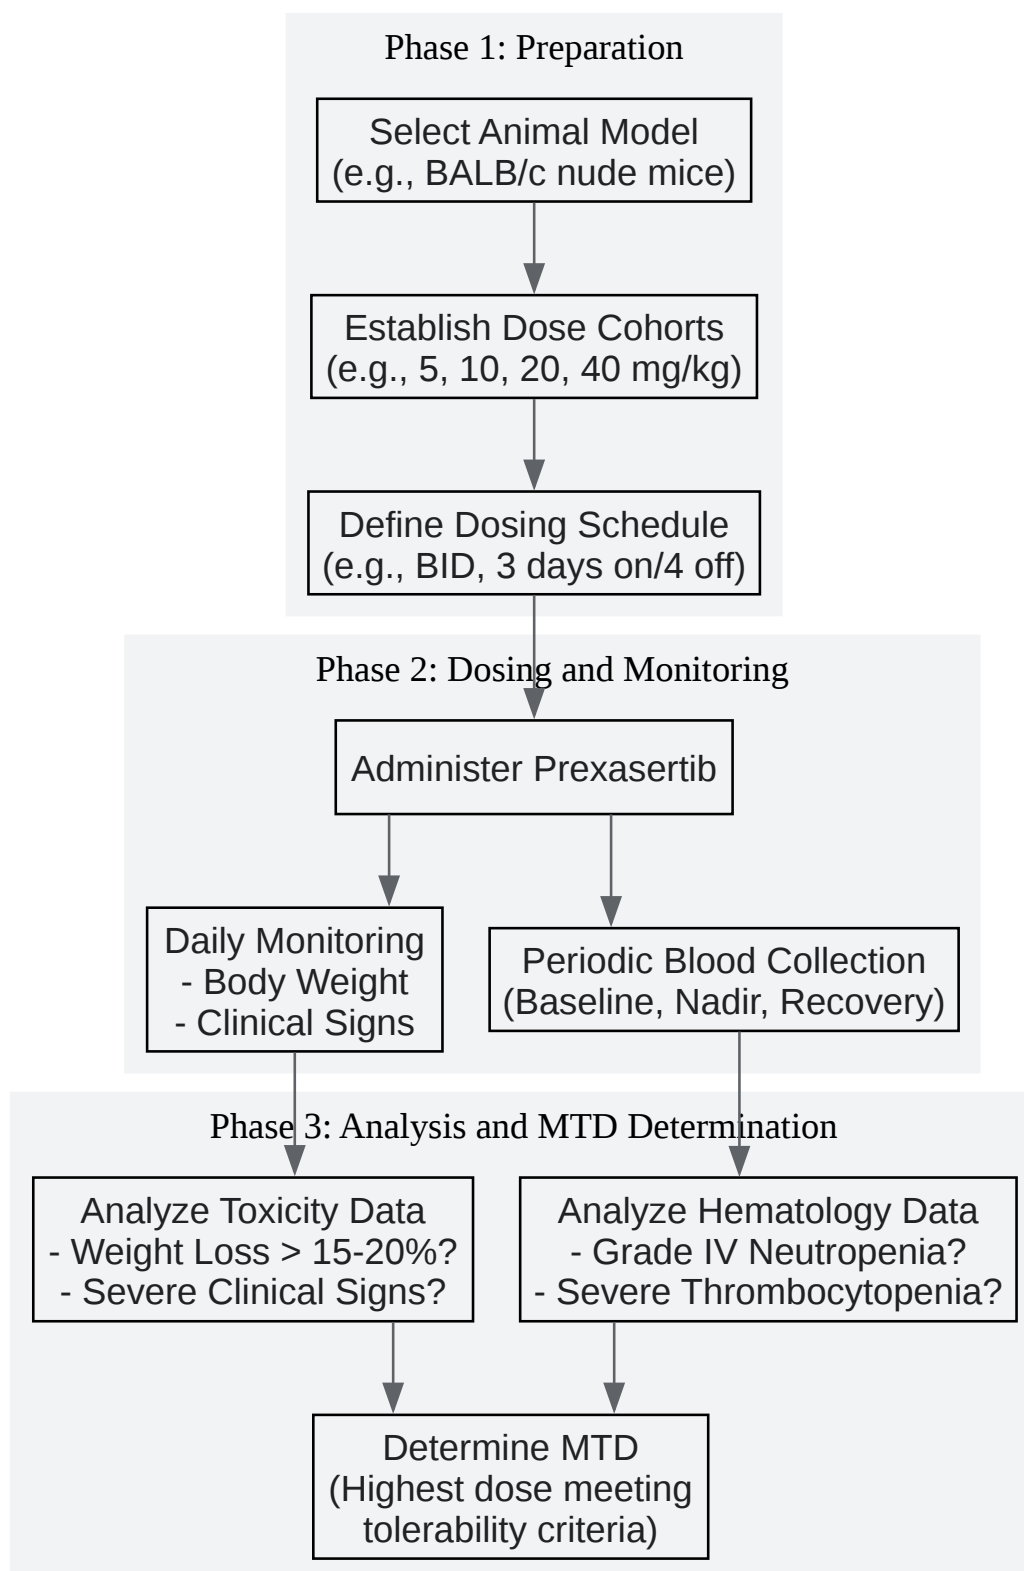 Phase 1: Preparation
Select Animal Model
(e.g., BALB/c nude mice)
Establish Dose Cohorts
(e.g., 5, 10, 20, 40 mg/kg)
Define Dosing Schedule
(e.g., BID, 3 days on/4 off)
Phase 2: Dosing and Monitoring
Administer Prexasertib
Daily Monitoring
- Body Weight
- Clinical Signs
Periodic Blood Collection
(Baseline, Nadir, Recovery)
Phase 3: Analysis and MTD Determination
Analyze Toxicity Data
- Weight Loss > 15-20%?
- Severe Clinical Signs?
Analyze Hematology Data
- Grade IV Neutropenia?
- Severe Thrombocytopenia?
Determine MTD
(Highest dose meeting
tolerability criteria)